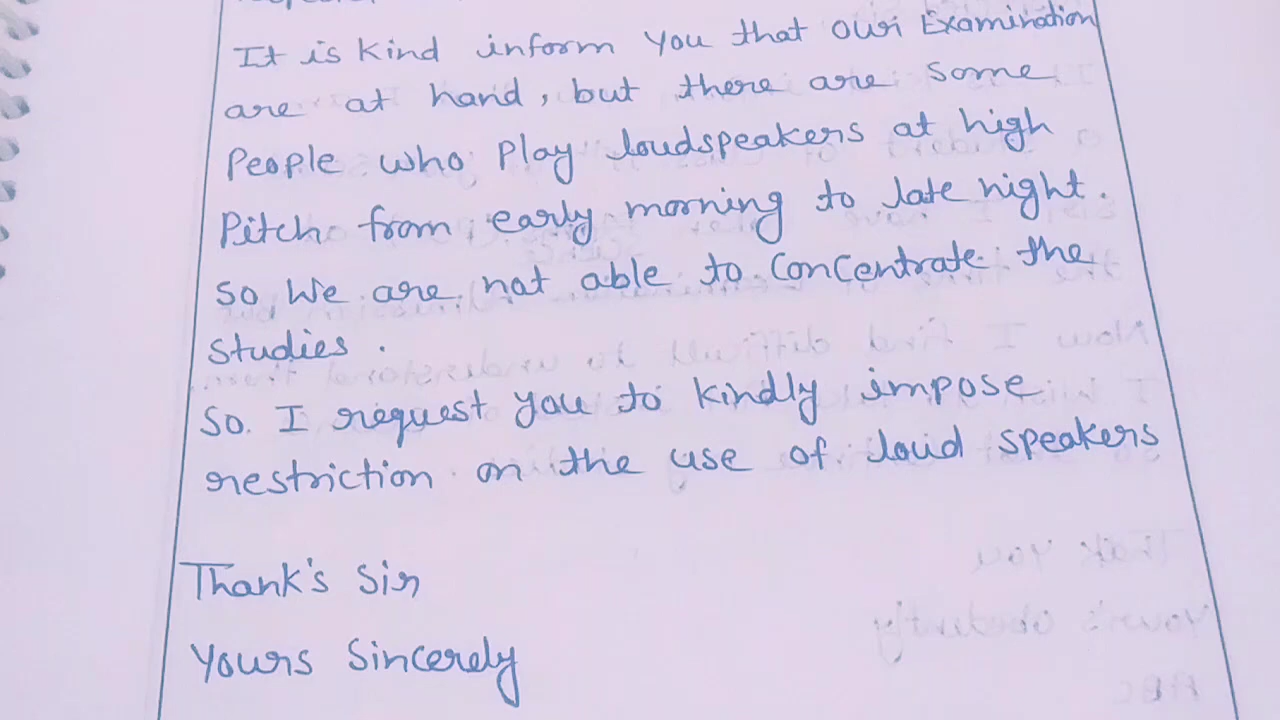 It is kind inform you that our Examination
are at hand, but there are some
People who play loudspeakers at high
Pitch from early morning to late night.
So We are not able to concentrate the
studies.
So I request you to kindly impose
restriction on the use of loud speakers
Thank's Sir
Yours Sincerely